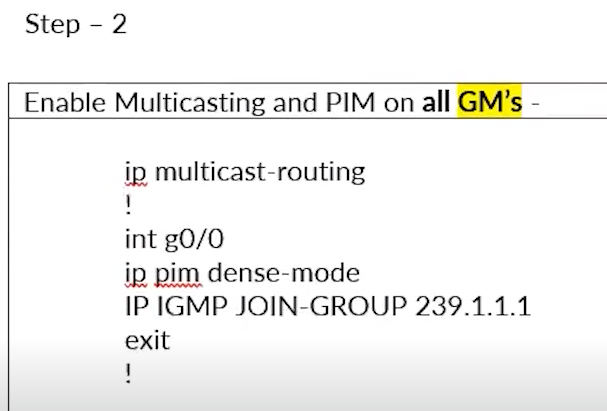 Step – 2
Enable Multicasting and PIM on all GM’s -
ip multicast-routing
!
int g0/0
ip pim dense-mode
IP IGMP JOIN-GROUP 239.1.1.1
exit
!